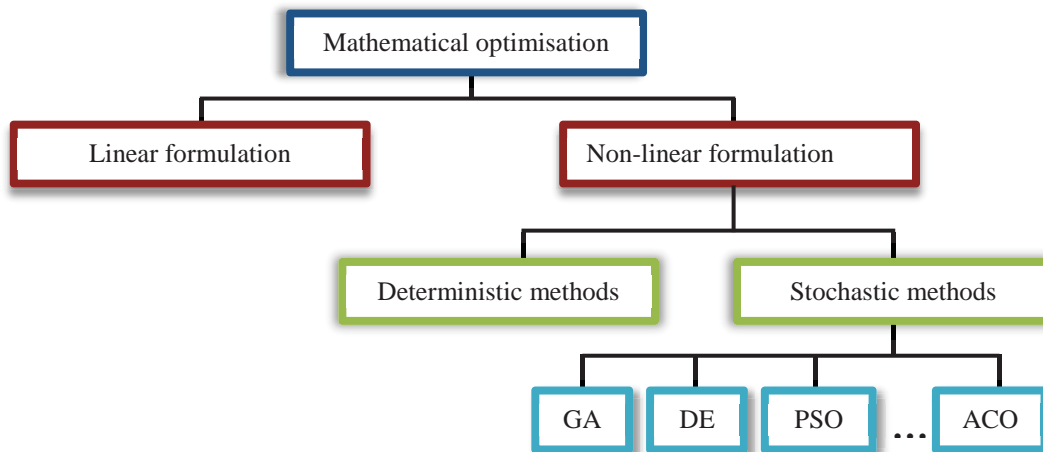 Mathematical optimisation
Linear formulation
Non-linear formulation
Deterministic methods
Stochastic methods
GA
DE
PSO
...
ACO